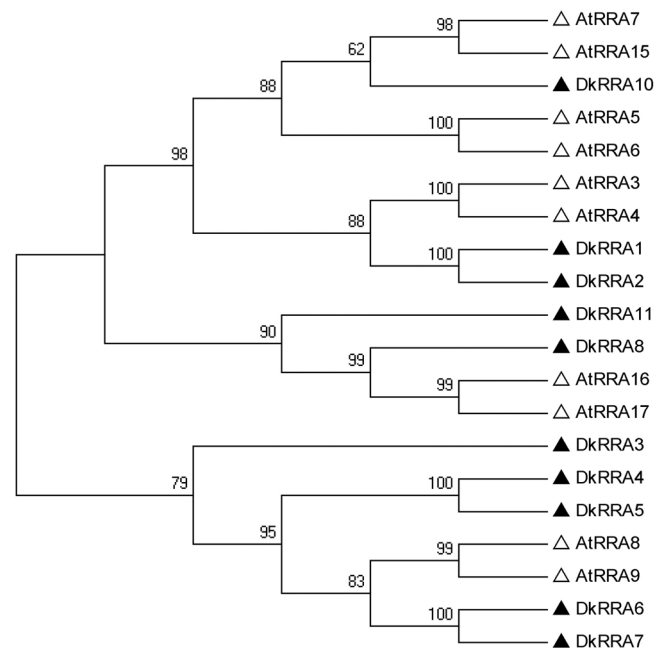 98
AtRRA7
62
AtRRA15
88
DkRRA10
100
AtRRA5
98
AtRRA6
100
AtRRA3
88
AtRRA4
100
DkRRA1
DkRRA2
90
DkRRA11
99
DkRRA8
99
AtRRA16
AtRRA17
79
DkRRA3
100
DkRRA4
95
DkRRA5
99
AtRRA8
83
AtRRA9
100
DkRRA6
DkRRA7